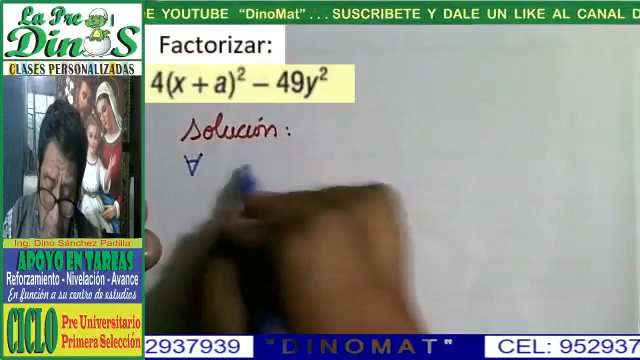 La Pre
DinoS
CLASES PERSONALIZADAS
E YOUTUBE "DinoMat"... SUSCRIBETE Y DALE UN LIKE AL CANAL D
Factorizar:
4(x + a)² − 49y²
Solución:
∀
Ing. Dino Sánchez Padilla
APOYO EN TAREAS
Reforzamiento - Nivelación - Avance
En función a su centro de estudios
CICLO Pre Universitario
Primera Selección
2937939 "DINOMAT" CEL: 952937